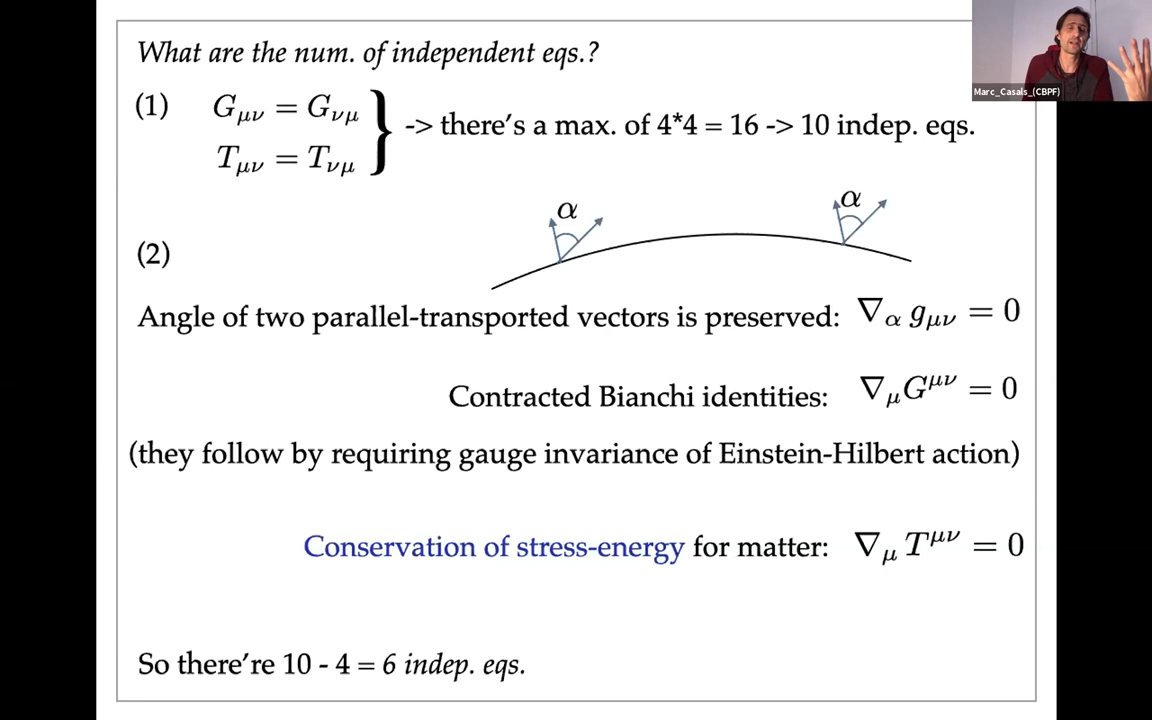 What are the num. of independent eqs.?
Marc_Casals_(CBPF)
(1) G_{μν} = G_{νμ}
T_{μν} = T_{νμ}
} -> there's a max. of 4*4 = 16 -> 10 indep. eqs.
α α
(2)
Angle of two parallel-transported vectors is preserved: ∇_α g_{μν} = 0
Contracted Bianchi identities: ∇_μ G^{μν} = 0
(they follow by requiring gauge invariance of Einstein-Hilbert action)
Conservation of stress-energy for matter: ∇_μ T^{μν} = 0
So there're 10 - 4 = 6 indep. eqs.